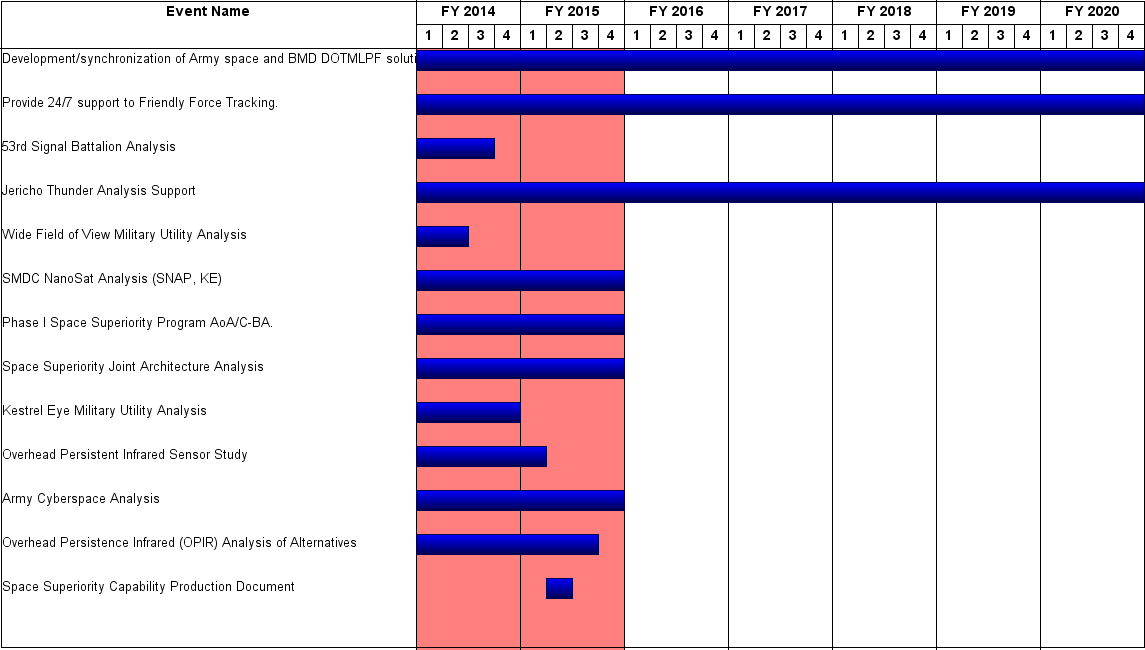 Event Name FY 2014 FY 2015 FY 2016 FY 2017 FY 2018 FY 2019 FY 2020
1 2 3 4 1 2 3 4 1 2 3 4 1 2 3 4 1 2 3 4 1 2 3 4 1 2 3 4
Development/synchronization of Army space and BMD DOTMLPF soluti
Provide 24/7 support to Friendly Force Tracking.
53rd Signal Battalion Analysis
Jericho Thunder Analysis Support
Wide Field of View Military Utility Analysis
SMDC NanoSat Analysis (SNAP, KE)
Phase I Space Superiority Program AoA/C-BA.
Space Superiority Joint Architecture Analysis
Kestrel Eye Military Utility Analysis
Overhead Persistent Infrared Sensor Study
Army Cyberspace Analysis
Overhead Persistence Infrared (OPIR) Analysis of Alternatives
Space Superiority Capability Production Document